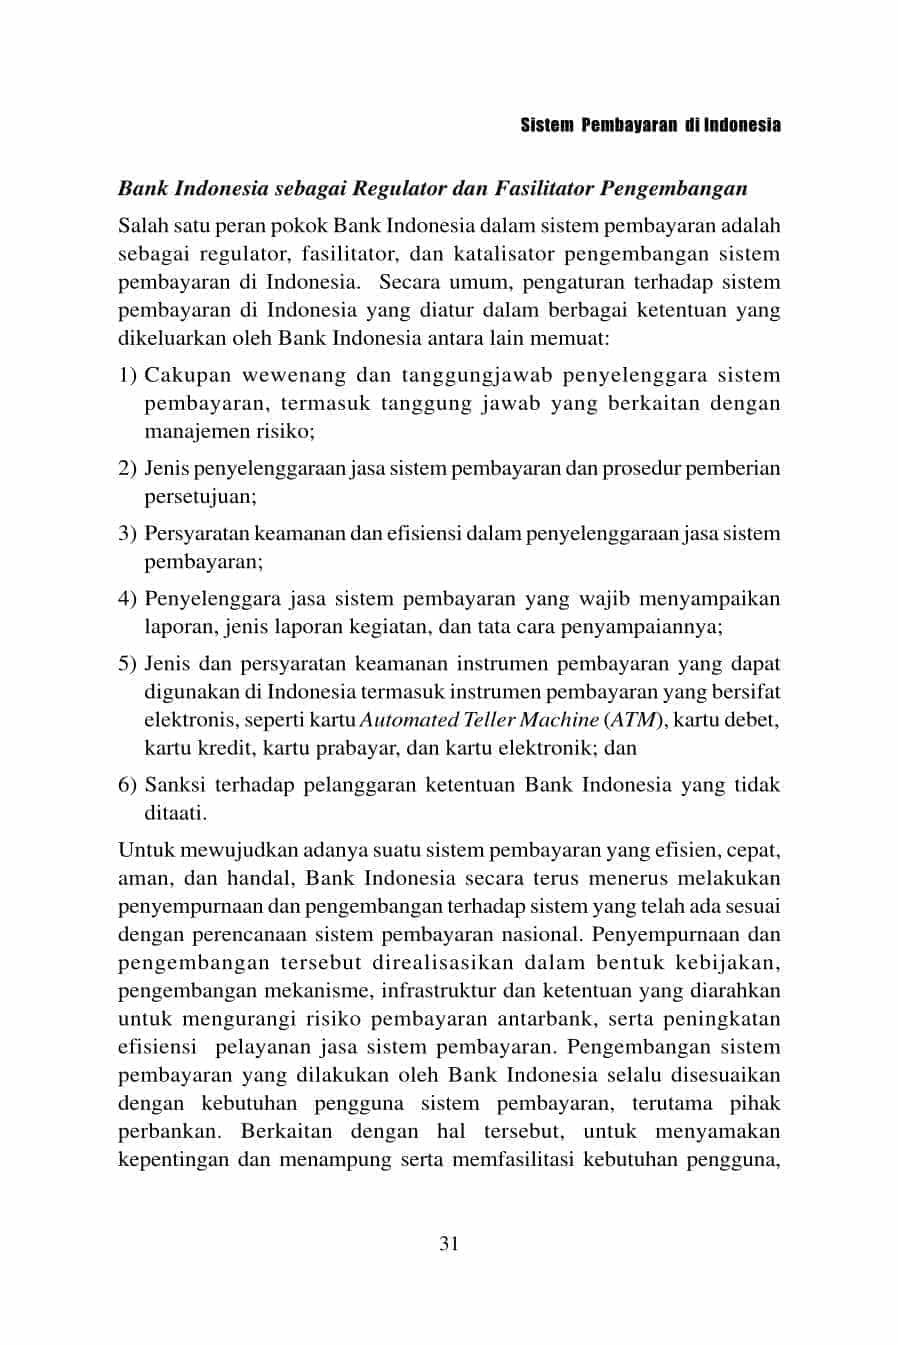 Sistem Pembayaran di Indonesia
Bank Indonesia sebagai Regulator dan Fasilitator Pengembangan
Salah satu peran pokok Bank Indonesia dalam sistem pembayaran adalah
sebagai regulator, fasilitator, dan katalisator pengembangan sistem
pembayaran di Indonesia. Secara umum, pengaturan terhadap sistem
pembayaran di Indonesia yang diatur dalam berbagai ketentuan yang
dikeluarkan oleh Bank Indonesia antara lain memuat:
1) Cakupan wewenang dan tanggungjawab penyelenggara sistem
pembayaran, termasuk tanggung jawab yang berkaitan dengan
manajemen risiko;
2) Jenis penyelenggaraan jasa sistem pembayaran dan prosedur pemberian
persetujuan;
3) Persyaratan keamanan dan efisiensi dalam penyelenggaraan jasa sistem
pembayaran;
4) Penyelenggara jasa sistem pembayaran yang wajib menyampaikan
laporan, jenis laporan kegiatan, dan tata cara penyampaiannya;
5) Jenis dan persyaratan keamanan instrumen pembayaran yang dapat
digunakan di Indonesia termasuk instrumen pembayaran yang bersifat
elektronis, seperti kartu Automated Teller Machine (ATM), kartu debet,
kartu kredit, kartu prabayar, dan kartu elektronik; dan
6) Sanksi terhadap pelanggaran ketentuan Bank Indonesia yang tidak
ditaati.
Untuk mewujudkan adanya suatu sistem pembayaran yang efisien, cepat,
aman, dan handal, Bank Indonesia secara terus menerus melakukan
penyempurnaan dan pengembangan terhadap sistem yang telah ada sesuai
dengan perencanaan sistem pembayaran nasional. Penyempurnaan dan
pengembangan tersebut direalisasikan dalam bentuk kebijakan,
pengembangan mekanisme, infrastruktur dan ketentuan yang diarahkan
untuk mengurangi risiko pembayaran antarbank, serta peningkatan
efisiensi pelayanan jasa sistem pembayaran. Pengembangan sistem
pembayaran yang dilakukan oleh Bank Indonesia selalu disesuaikan
dengan kebutuhan pengguna sistem pembayaran, terutama pihak
perbankan. Berkaitan dengan hal tersebut, untuk menyamakan
kepentingan dan menampung serta memfasilitasi kebutuhan pengguna,
31